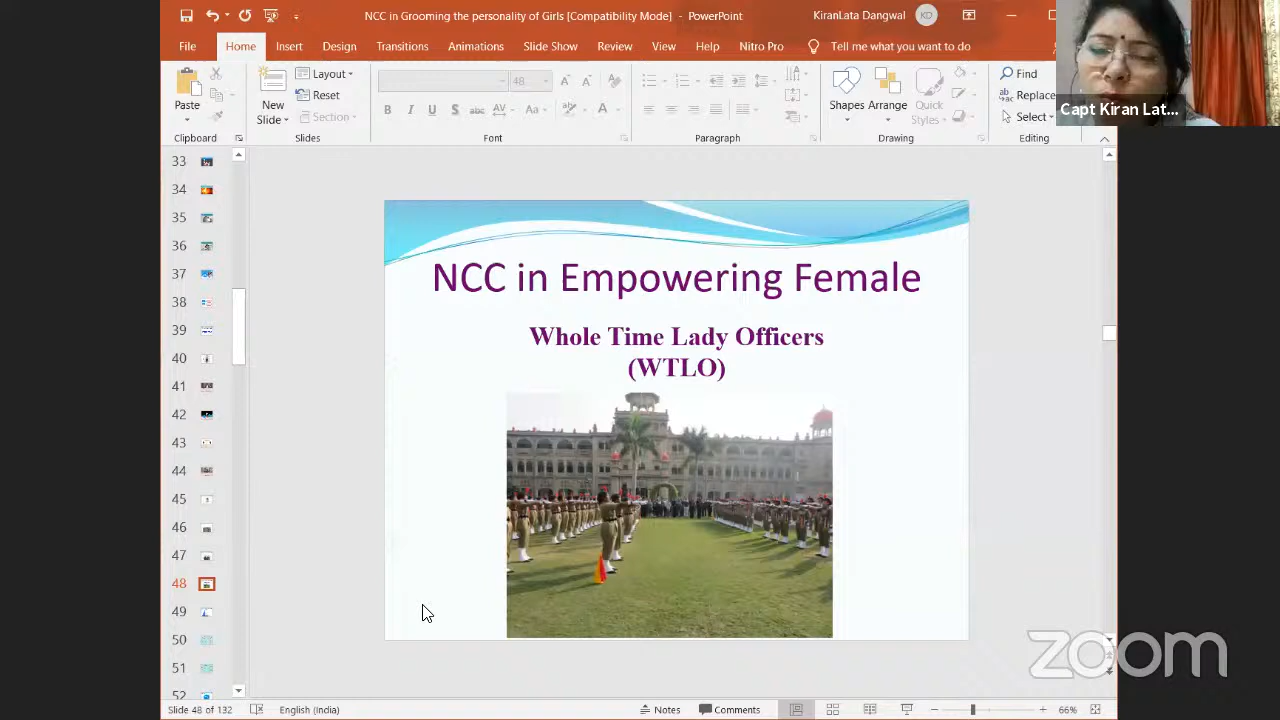 NCC in Grooming the personality of Girls [Compatibility Mode] - PowerPoint
KiranLata Dangwal
KD
File
Home
Insert
Design
Transitions
Animations
Slide Show
Review
View
Help
Nitro Pro
Tell me what you want to do
Paste
Clipboard
New
Slide
Layout
Reset
Section
Slides
48
B I U S abc AV Aa A
Font
Paragraph
Shapes
Arrange
Quick
Styles
Drawing
Find
Replace
Select
Editing
Capt Kiran Lat...
33
34
35
36
37
38
39
40
41
42
43
44
45
46
47
48
49
50
51
52
NCC in Empowering Female
Whole Time Lady Officers
(WTLO)
zoom
Slide 48 of 132
English (India)
Notes
Comments
66%